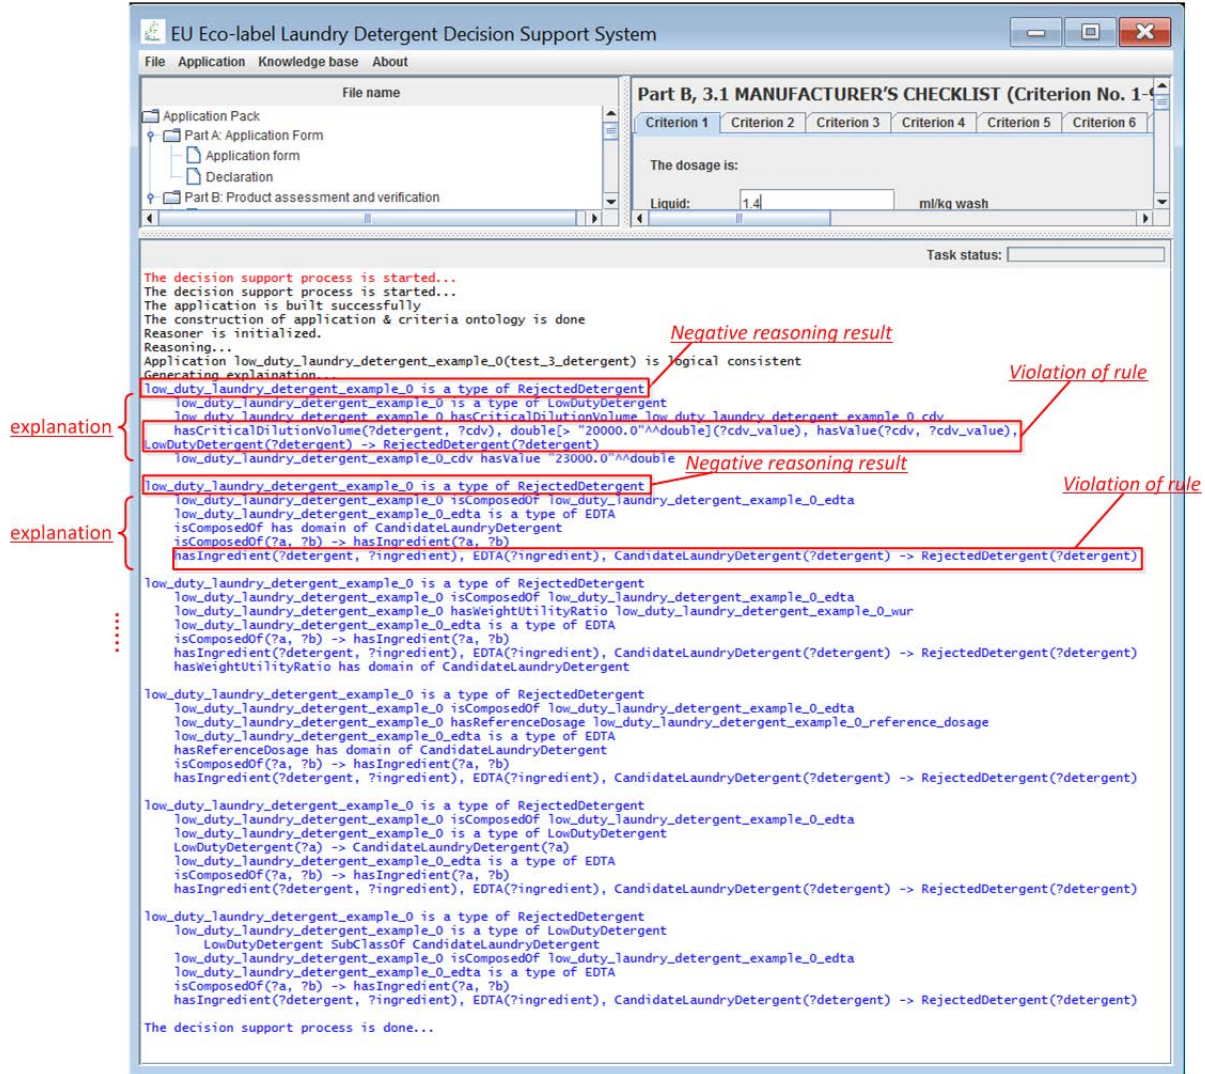 EU Eco-label Laundry Detergent Decision Support System
File Application Knowledge base About
File name
Application Pack
Part A: Application Form
Application form
Declaration
Part B: Product assessment and verification
Part B, 3.1 MANUFACTURER'S CHECKLIST (Criterion No. 1-9
Criterion 1 Criterion 2 Criterion 3 Criterion 4 Criterion 5 Criterion 6
The dosage is:
Liquid: 1.4 ml/kg wash
Task status:
The decision support process is started...
The decision support process is started...
The application is built successfully
The construction of application & criteria ontology is done
Reasoner is initialized.
Negative reasoning result
Reasoning...
Application low_duty_laundry_detergent_example_0(test_3_detergent) is logical consistent
Generating explaination...
Violation of rule
low_duty_laundry_detergent_example_0 is a type of RejectedDetergent
explanation
low_duty_laundry_detergent_example_0 is a type of LowDutyDetergent
low_duty_laundry_detergent_example_0 hasCriticalDilutionVolume low_duty_laundry_detergent_example_0_cdv
hasCriticalDilutionVolume(?detergent, ?cdv), double[> "20000.0"^^double](?cdv_value), hasValue(?cdv, ?cdv_value),
LowDutyDetergent(?detergent) -> RejectedDetergent(?detergent)
low_duty_laundry_detergent_example_0_cdv hasValue "23000.0"^^double
Negative reasoning result
low_duty_laundry_detergent_example_0 is a type of RejectedDetergent
Violation of rule
explanation
low_duty_laundry_detergent_example_0 isComposedOf low_duty_laundry_detergent_example_0_edta
low_duty_laundry_detergent_example_0_edta is a type of EDTA
isComposedOf has domain of CandidateLaundryDetergent
isComposedOf(?a, ?b) -> hasIngredient(?a, ?b)
hasIngredient(?detergent, ?ingredient), EDTA(?ingredient), CandidateLaundryDetergent(?detergent) -> RejectedDetergent(?detergent)
low_duty_laundry_detergent_example_0 is a type of RejectedDetergent
low_duty_laundry_detergent_example_0 isComposedOf low_duty_laundry_detergent_example_0_edta
low_duty_laundry_detergent_example_0 hasWeightUtilityRatio low_duty_laundry_detergent_example_0_wur
low_duty_laundry_detergent_example_0_edta is a type of EDTA
isComposedOf(?a, ?b) -> hasIngredient(?a, ?b)
hasIngredient(?detergent, ?ingredient), EDTA(?ingredient), CandidateLaundryDetergent(?detergent) -> RejectedDetergent(?detergent)
hasWeightUtilityRatio has domain of CandidateLaundryDetergent
low_duty_laundry_detergent_example_0 is a type of RejectedDetergent
low_duty_laundry_detergent_example_0 isComposedOf low_duty_laundry_detergent_example_0_edta
low_duty_laundry_detergent_example_0 hasReferenceDosage low_duty_laundry_detergent_example_0_reference_dosage
low_duty_laundry_detergent_example_0_edta is a type of EDTA
hasReferenceDosage has domain of CandidateLaundryDetergent
isComposedOf(?a, ?b) -> hasIngredient(?a, ?b)
hasIngredient(?detergent, ?ingredient), EDTA(?ingredient), CandidateLaundryDetergent(?detergent) -> RejectedDetergent(?detergent)
low_duty_laundry_detergent_example_0 is a type of RejectedDetergent
low_duty_laundry_detergent_example_0 isComposedOf low_duty_laundry_detergent_example_0_edta
low_duty_laundry_detergent_example_0 is a type of LowDutyDetergent
LowDutyDetergent(?a) -> CandidateLaundryDetergent(?a)
low_duty_laundry_detergent_example_0_edta is a type of EDTA
isComposedOf(?a, ?b) -> hasIngredient(?a, ?b)
hasIngredient(?detergent, ?ingredient), EDTA(?ingredient), CandidateLaundryDetergent(?detergent) -> RejectedDetergent(?detergent)
low_duty_laundry_detergent_example_0 is a type of RejectedDetergent
low_duty_laundry_detergent_example_0 is a type of LowDutyDetergent
LowDutyDetergent SubClassOf CandidateLaundryDetergent
low_duty_laundry_detergent_example_0 isComposedOf low_duty_laundry_detergent_example_0_edta
low_duty_laundry_detergent_example_0_edta is a type of EDTA
isComposedOf(?a, ?b) -> hasIngredient(?a, ?b)
hasIngredient(?detergent, ?ingredient), EDTA(?ingredient), CandidateLaundryDetergent(?detergent) -> RejectedDetergent(?detergent)
The decision support process is done...